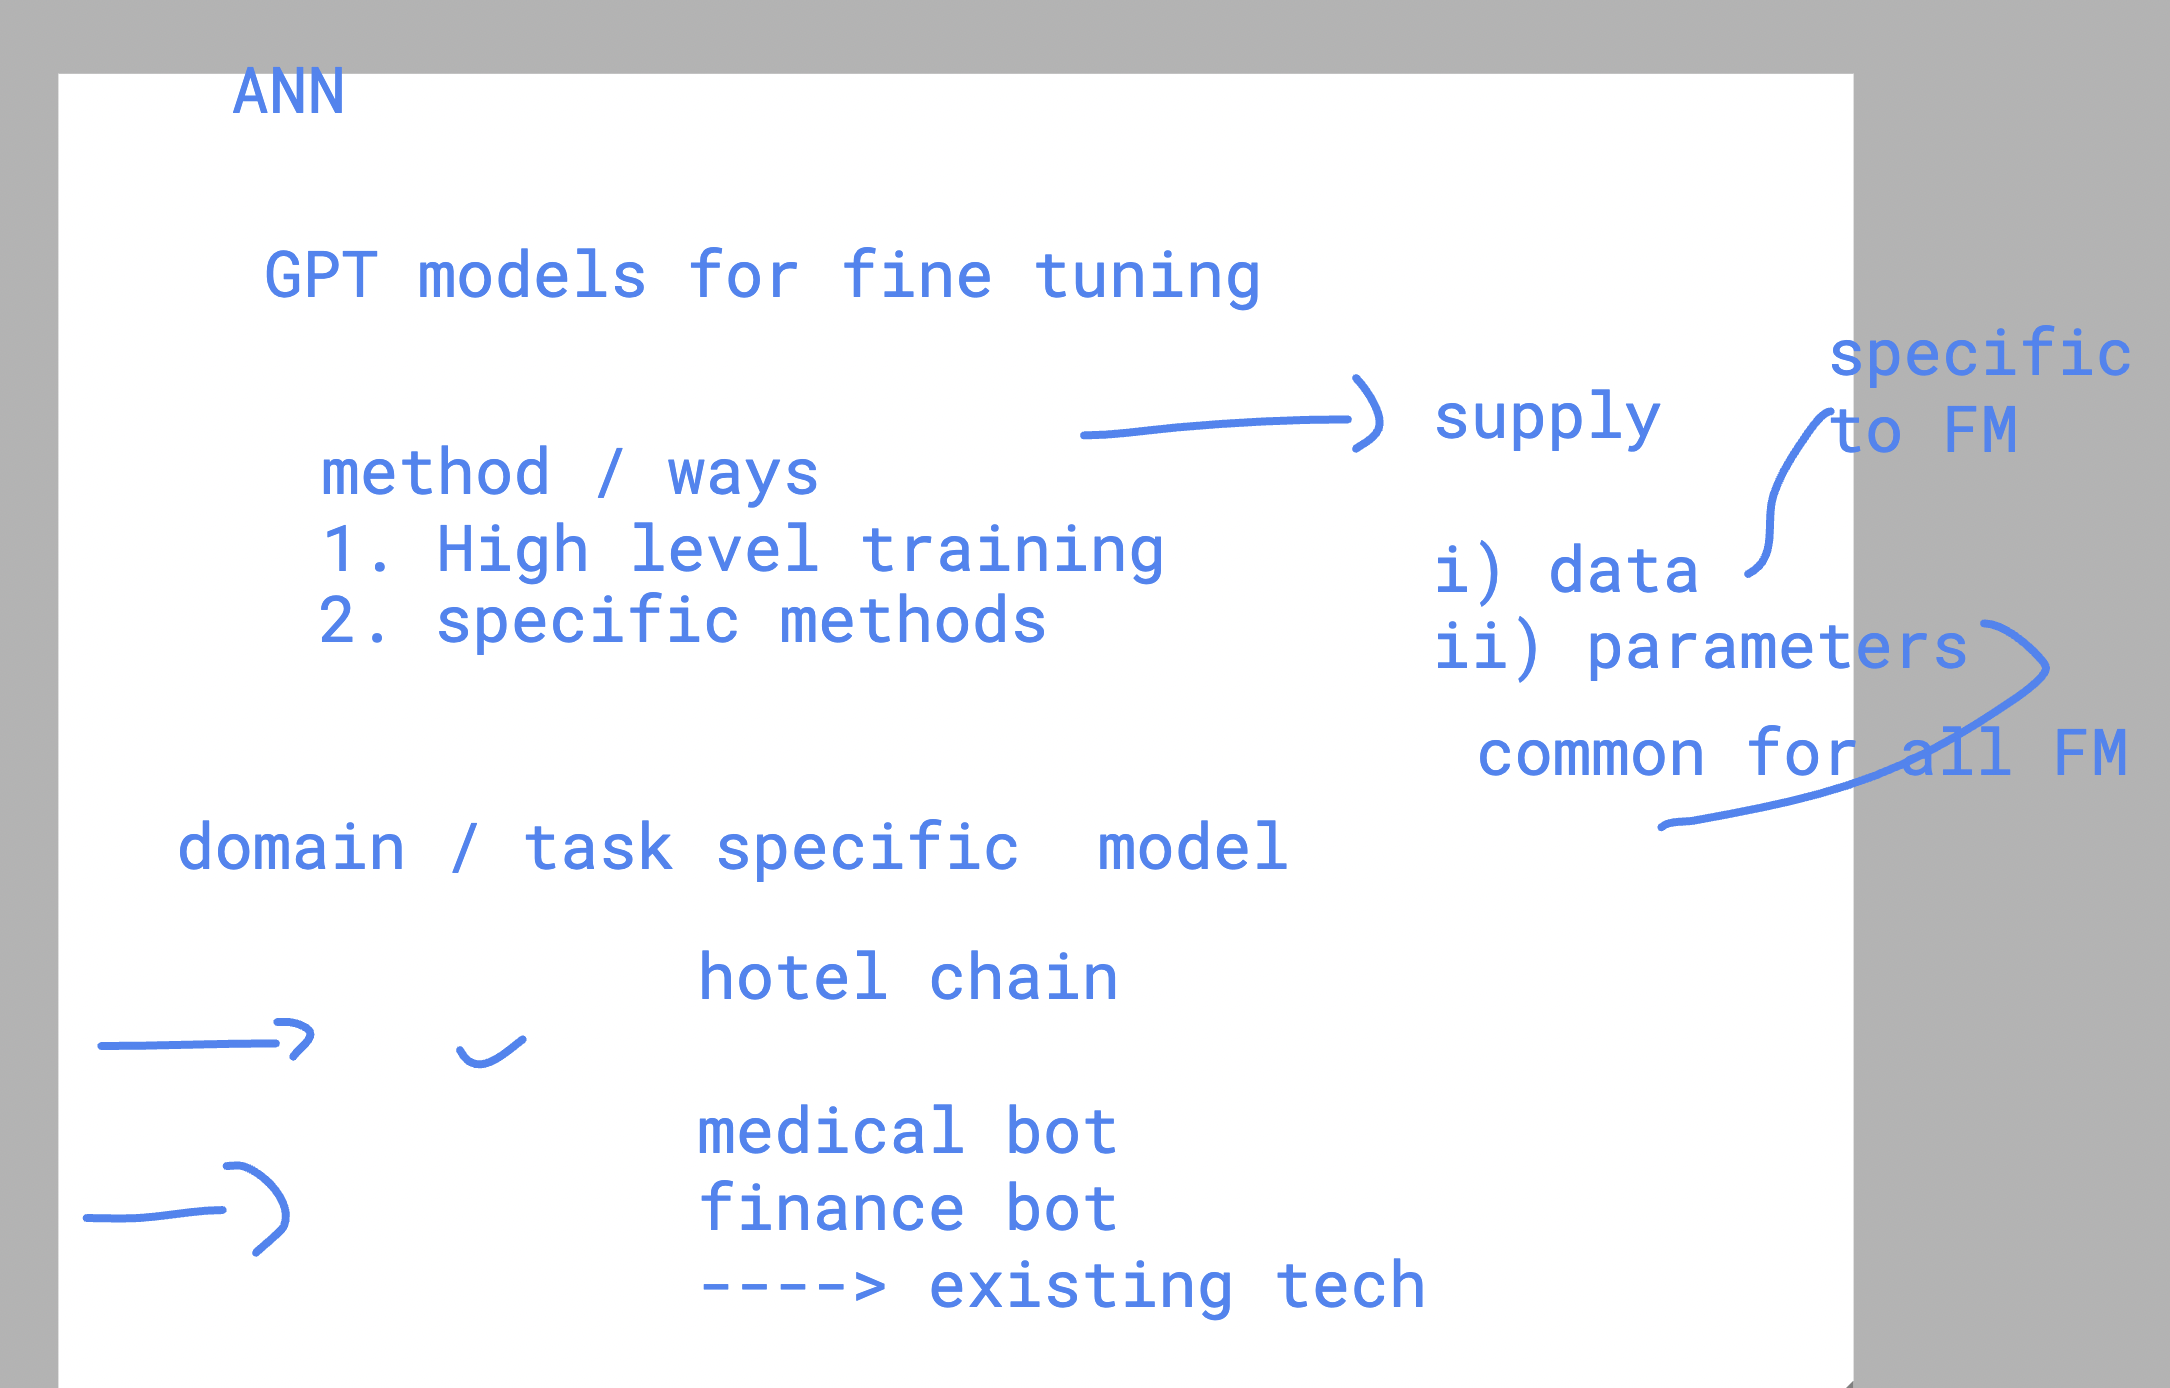 ANN
GPT models for fine tuning
method / ways
1. High level training
2. specific methods
supply
specific
to FM
i) data
ii) parameters
common for all FM
domain / task specific  model
hotel chain
medical bot
finance bot
----> existing tech